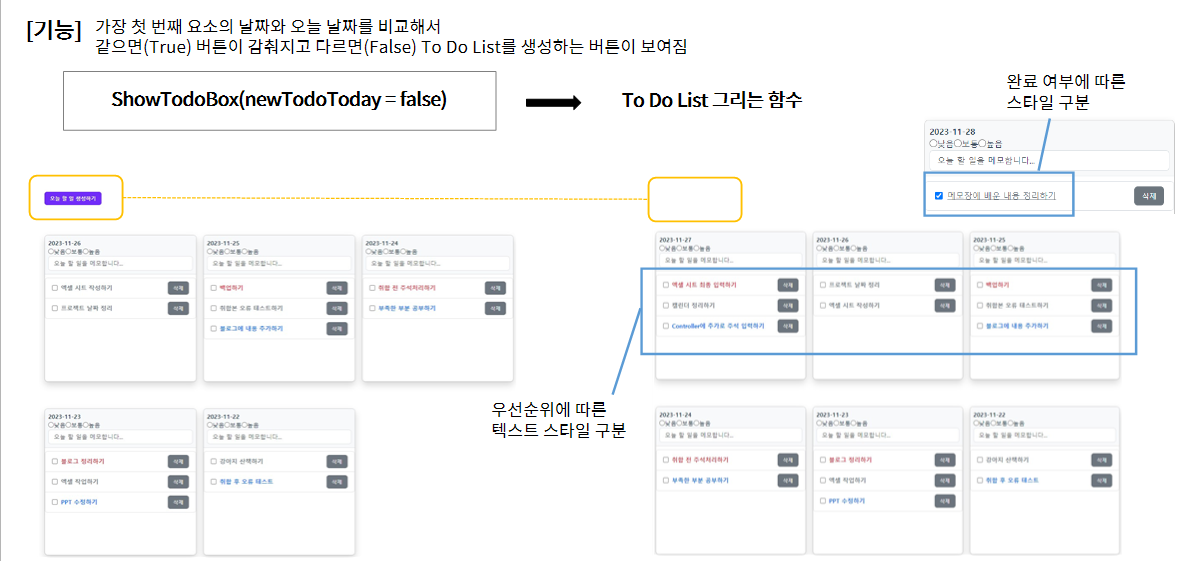 [기능] 가장 첫 번째 요소의 날짜와 오늘 날짜를 비교해서
같으면(True) 버튼이 감춰지고 다르면(False) To Do List를 생성하는 버튼이 보여짐
ShowTodoBox(newTodoToday = false)
To Do List 그리는 함수
완료 여부에 따른
스타일 구분
2023-11-28
낮음 보통 높음
오늘 할 일을 메모합니다...
메모장에 배운 내용 정리하기
삭제
오늘 할 일 생성하기
2023-11-26
낮음 보통 높음
오늘 할 일을 메모합니다...
엑셀 시트 작성하기
삭제
프로젝트 날짜 정리
삭제
2023-11-25
낮음 보통 높음
오늘 할 일을 메모합니다...
백업하기
삭제
취합본 오류 테스트하기
삭제
블로그에 내용 추가하기
삭제
2023-11-24
낮음 보통 높음
오늘 할 일을 메모합니다...
취합 전 주석처리하기
삭제
부족한 부분 공부하기
삭제
2023-11-27
낮음 보통 높음
오늘 할 일을 메모합니다...
엑셀 시트 최종 입력하기
삭제
캘린더 정리하기
삭제
Controller에 추가로 주석 입력하기
삭제
2023-11-26
낮음 보통 높음
오늘 할 일을 메모합니다...
프로젝트 날짜 정리
삭제
엑셀 시트 작성하기
삭제
2023-11-25
낮음 보통 높음
오늘 할 일을 메모합니다...
백업하기
삭제
취합본 오류 테스트하기
삭제
블로그에 내용 추가하기
삭제
우선순위에 따른
텍스트 스타일 구분
2023-11-23
낮음 보통 높음
오늘 할 일을 메모합니다...
블로그 정리하기
삭제
엑셀 작업하기
삭제
PPT 수정하기
삭제
2023-11-22
낮음 보통 높음
오늘 할 일을 메모합니다...
강아지 산책하기
삭제
취합 후 오류 테스트
삭제
2023-11-24
낮음 보통 높음
오늘 할 일을 메모합니다...
취합 전 주석처리하기
삭제
부족한 부분 공부하기
삭제
2023-11-23
낮음 보통 높음
오늘 할 일을 메모합니다...
블로그 정리하기
삭제
엑셀 작업하기
삭제
PPT 수정하기
삭제
2023-11-22
낮음 보통 높음
오늘 할 일을 메모합니다...
강아지 산책하기
삭제
취합 후 오류 테스트
삭제